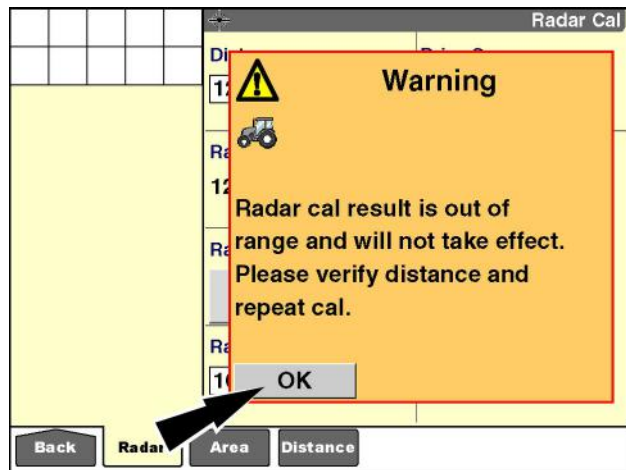 Radar Cal
Warning
Radar cal result is out of
range and will not take effect.
Please verify distance and
repeat cal.
OK
Back
Radar
Area
Distance